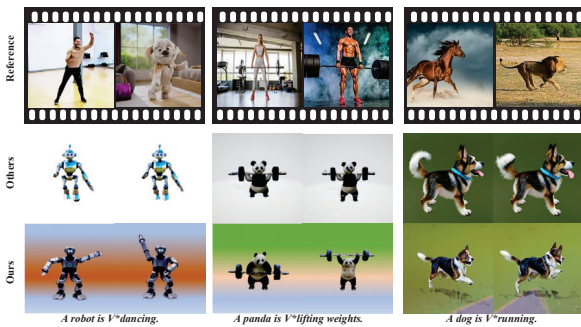 Reference
Others
Ours
A robot is V*dancing.
A panda is V*lifting weights.
A dog is V*running.